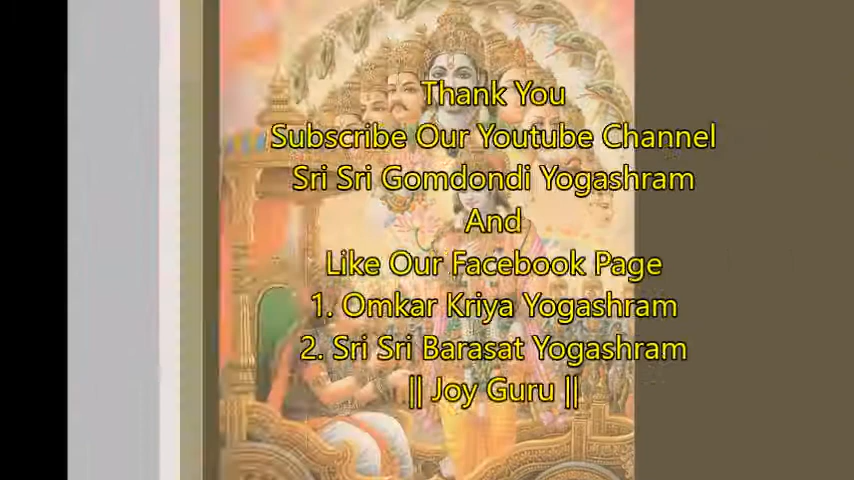 Thank You
Subscribe Our Youtube Channel
Sri Sri Gomdondi Yogashram
And
Like Our Facebook Page
1. Omkar Kriya Yogashram
2. Sri Sri Barasat Yogashram
|| Joy Guru ||